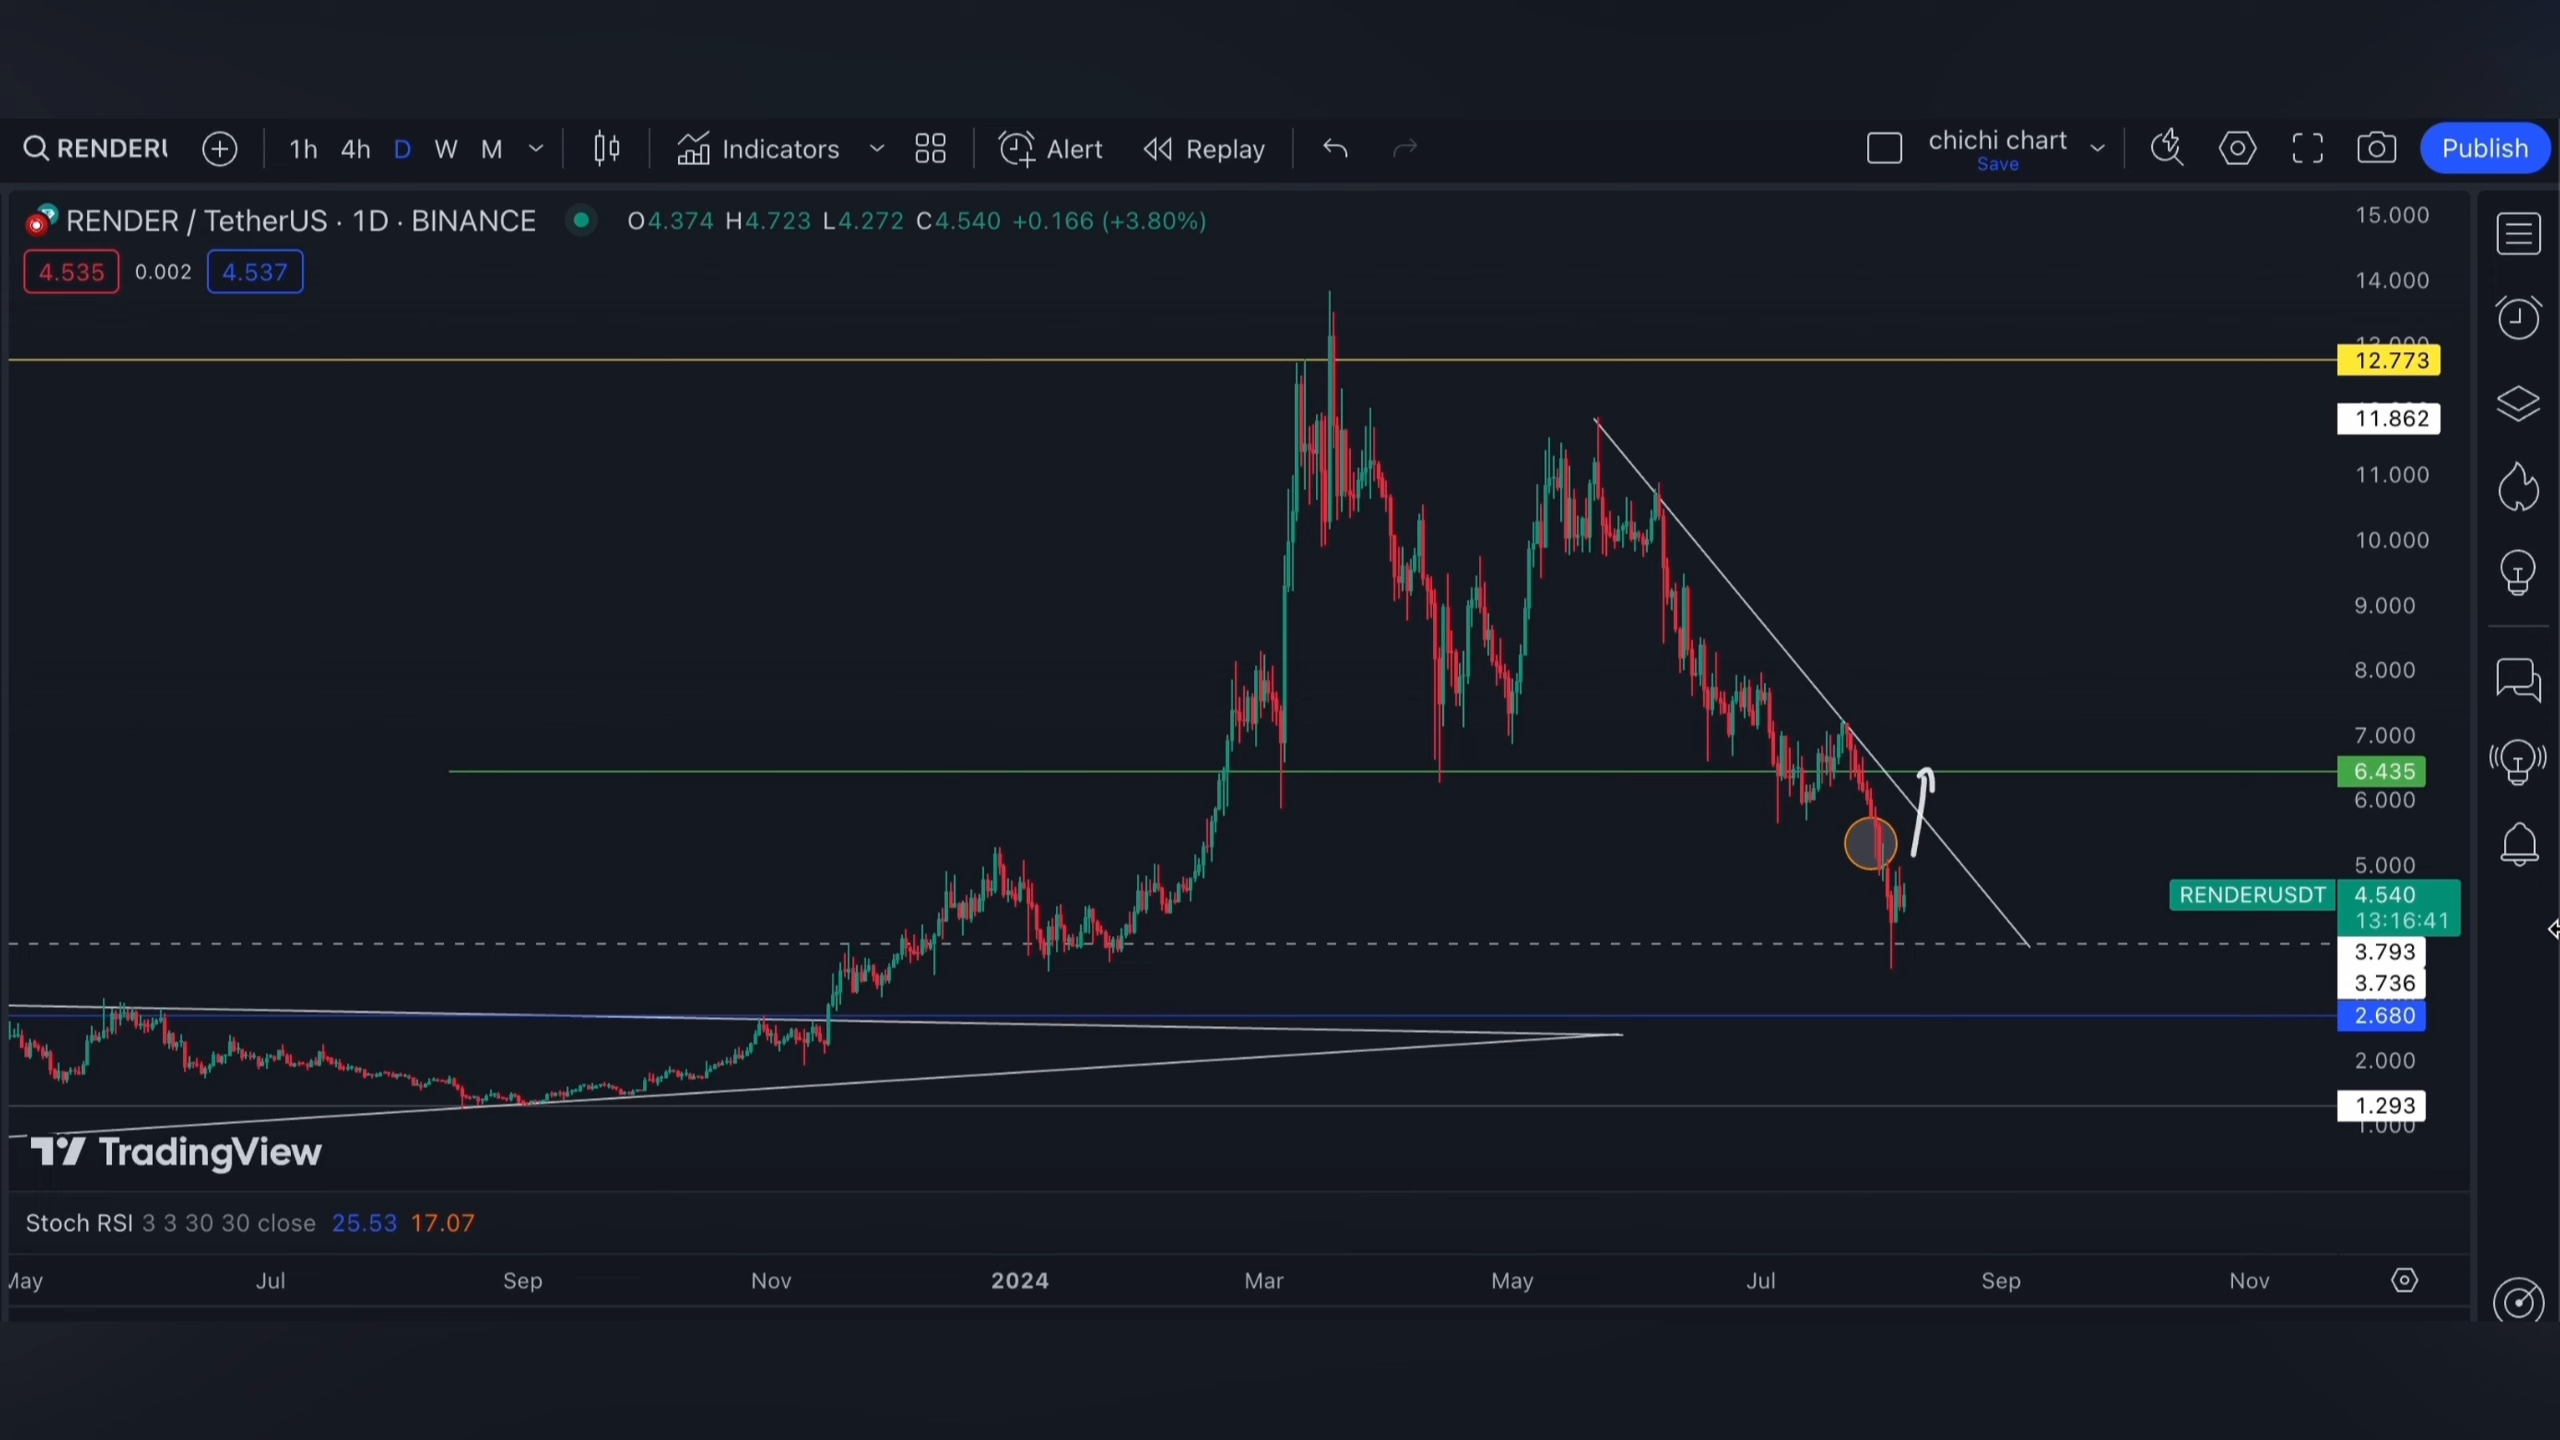 RENDERU
1h 4h D W M Indicators Alert Replay chichi chart Publish
Save
RENDER / TetherUS · 1D · BINANCE O4.374 H4.723 L4.272 C4.540 +0.166 (+3.80%)
4.535 0.002 4.537
15.000
14.000
12.773
11.862
11.000
10.000
9.000
8.000
7.000
6.435
6.000
5.000
RENDERUSDT 4.540
13:16:41
3.793
3.736
2.680
2.000
1.293
1.000
TradingView
Stoch RSI 3 3 30 30 close 25.53 17.07
May Jul Sep Nov 2024 Mar May Jul Sep Nov